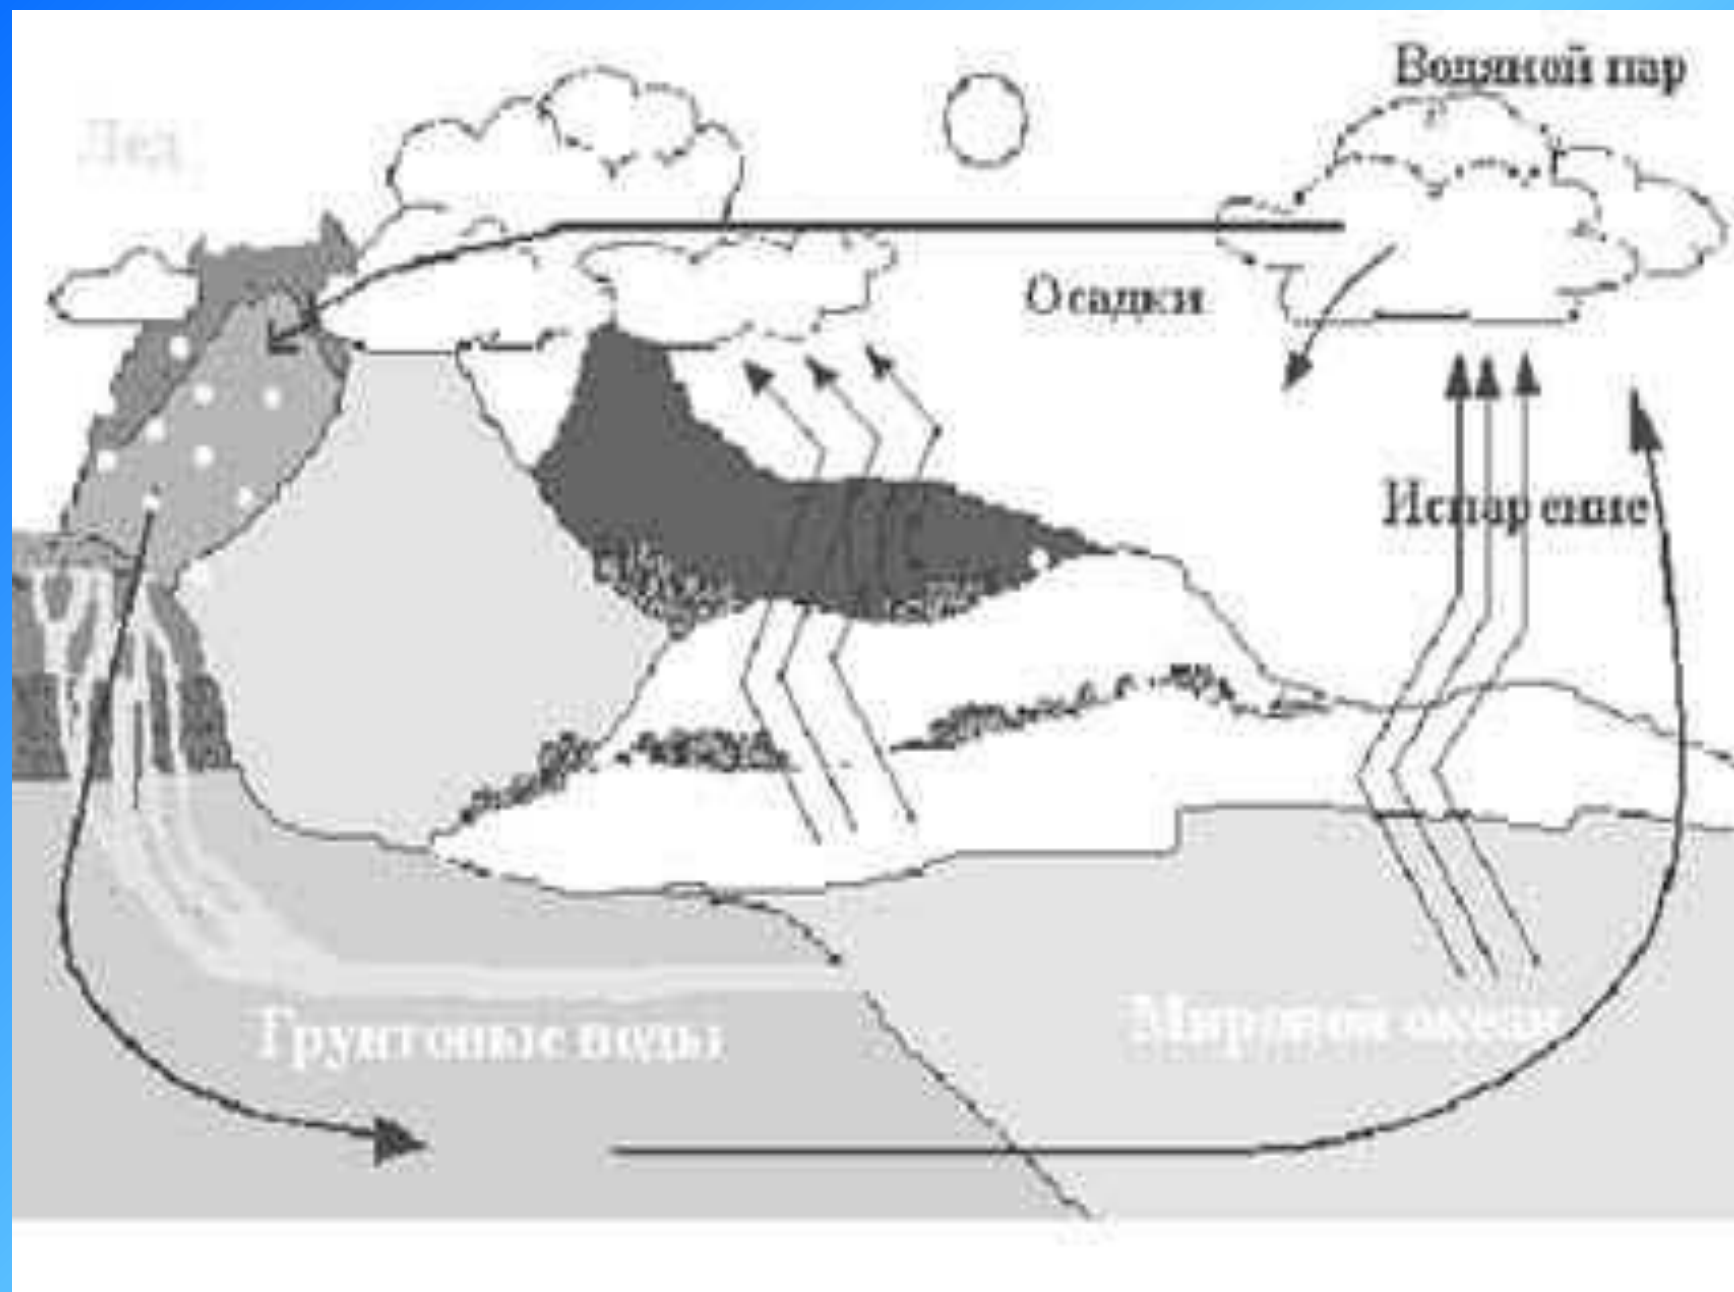 Водяной пар
Лед
Осадки
Испарение
Грунтовые воды
Мировой океан